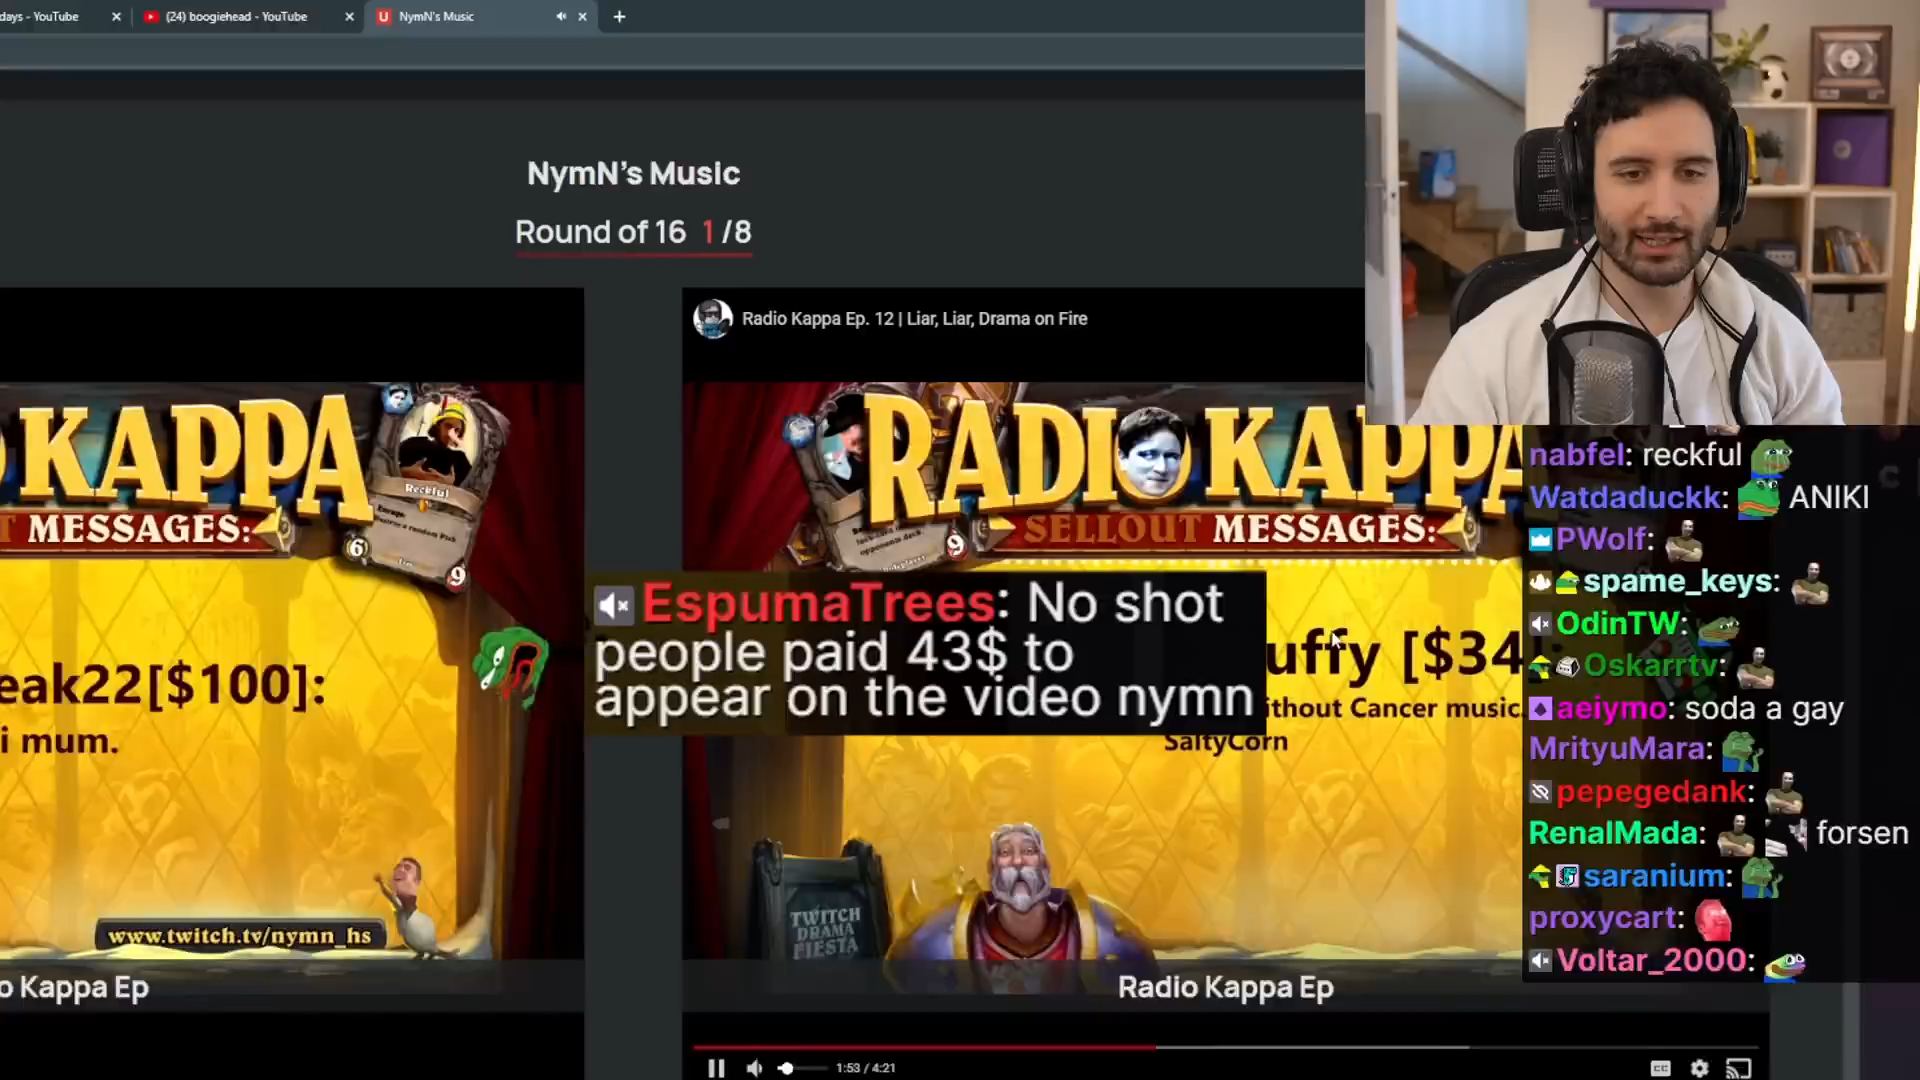 days - YouTube
(24) boogiehead - YouTube
NymN's Music
NymN's Music
Round of 16 1 /8
Radio Kappa Ep. 12 | Liar, Liar, Drama on Fire
KAPPA
RADIO KAPPA
Reckful
6
9
9
MESSAGES:
SELLOUT MESSAGES:
EspumaTrees: No shot
people paid 43$ to
appear on the video nymn
eak22[$100]:
i mum.
uffy [$34
ithout Cancer music.
SaltyCorn
www.twitch.tv/nymn_hs
TWITCH
DRAMA
FIESTA
o Kappa Ep
Radio Kappa Ep
1:53 / 4:21
nabfel: reckful
Watdaduckk: ANIKI
PWolf:
spame_keys:
OdinTW:
Oskarrtv:
aeiymo: soda a gay
MrityuMara:
pepegedank:
RenalMada: forsen
saranium:
proxycart:
Voltar_2000: